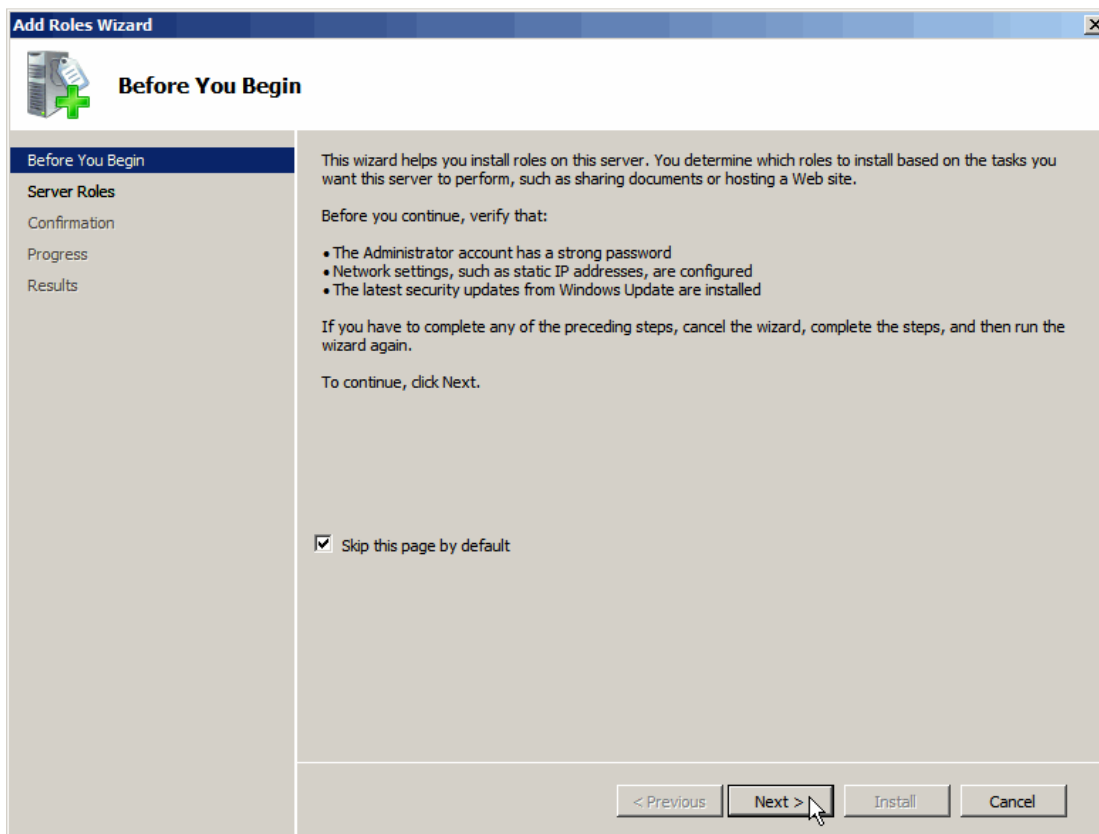 Add Roles Wizard
Before You Begin
Before You Begin
Server Roles
Confirmation
Progress
Results
This wizard helps you install roles on this server. You determine which roles to install based on the tasks you
want this server to perform, such as sharing documents or hosting a Web site.
Before you continue, verify that:
• The Administrator account has a strong password
• Network settings, such as static IP addresses, are configured
• The latest security updates from Windows Update are installed
If you have to complete any of the preceding steps, cancel the wizard, complete the steps, and then run the
wizard again.
To continue, click Next.
Skip this page by default
< Previous
Next >
Install
Cancel